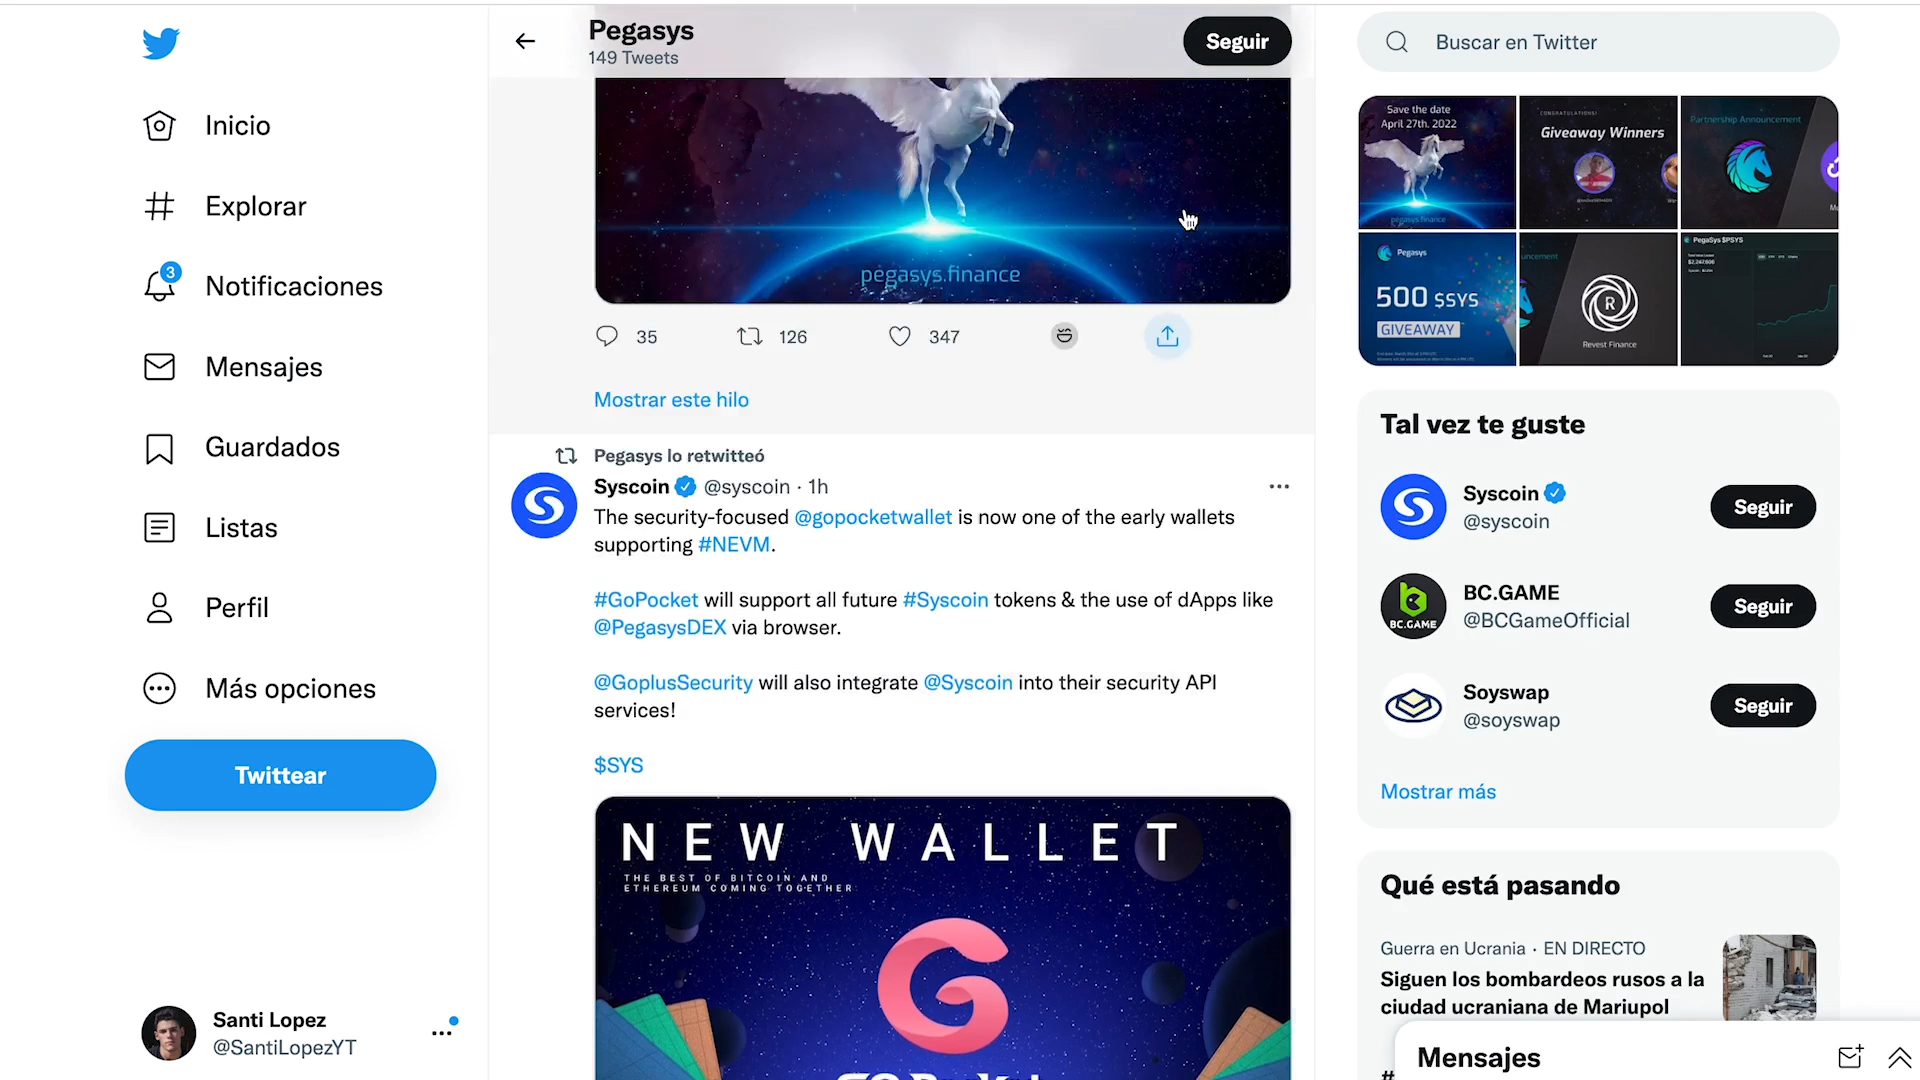 Inicio
Explorar
3
Notificaciones
Mensajes
Guardados
Listas
Perfil
Más opciones
Twittear
Santi Lopez
@SantiLopezYT
Pegasys
149 Tweets
Seguir
pegasys.finance
35
126
347
Mostrar este hilo
Pegasys lo retwitteó
Syscoin @syscoin · 1h
The security-focused @gopocketwallet is now one of the early wallets
supporting #NEVM.
#GoPocket will support all future #Syscoin tokens & the use of dApps like
@PegasysDEX via browser.
@GoplusSecurity will also integrate @Syscoin into their security API
services!
$SYS
NEW WALLET
THE BEST OF BITCOIN AND
ETHEREUM COMING TOGETHER
Buscar en Twitter
Save the date
April 27th. 2022
pegasys.finance
CONGRATULATIONS!
Giveaway Winners
Partnership Announcement
Pegasys
500 $SYS
GIVEAWAY
uncement
R
Revest Finance
PegaSys $PSYS
Tal vez te guste
Syscoin
@syscoin
Seguir
BC.GAME
BC.GAME
@BCGameOfficial
Seguir
Soyswap
@soyswap
Seguir
Mostrar más
Qué está pasando
Guerra en Ucrania · EN DIRECTO
Siguen los bombardeos rusos a la
ciudad ucraniana de Mariupol
Mensajes